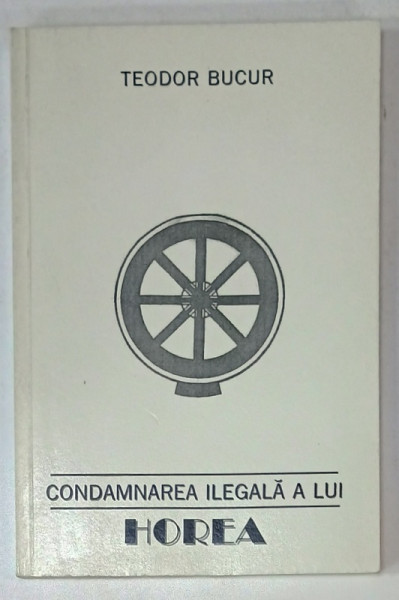 TEODOR BUCUR
CONDAMNAREA ILEGALĂ A LUI
HOREA